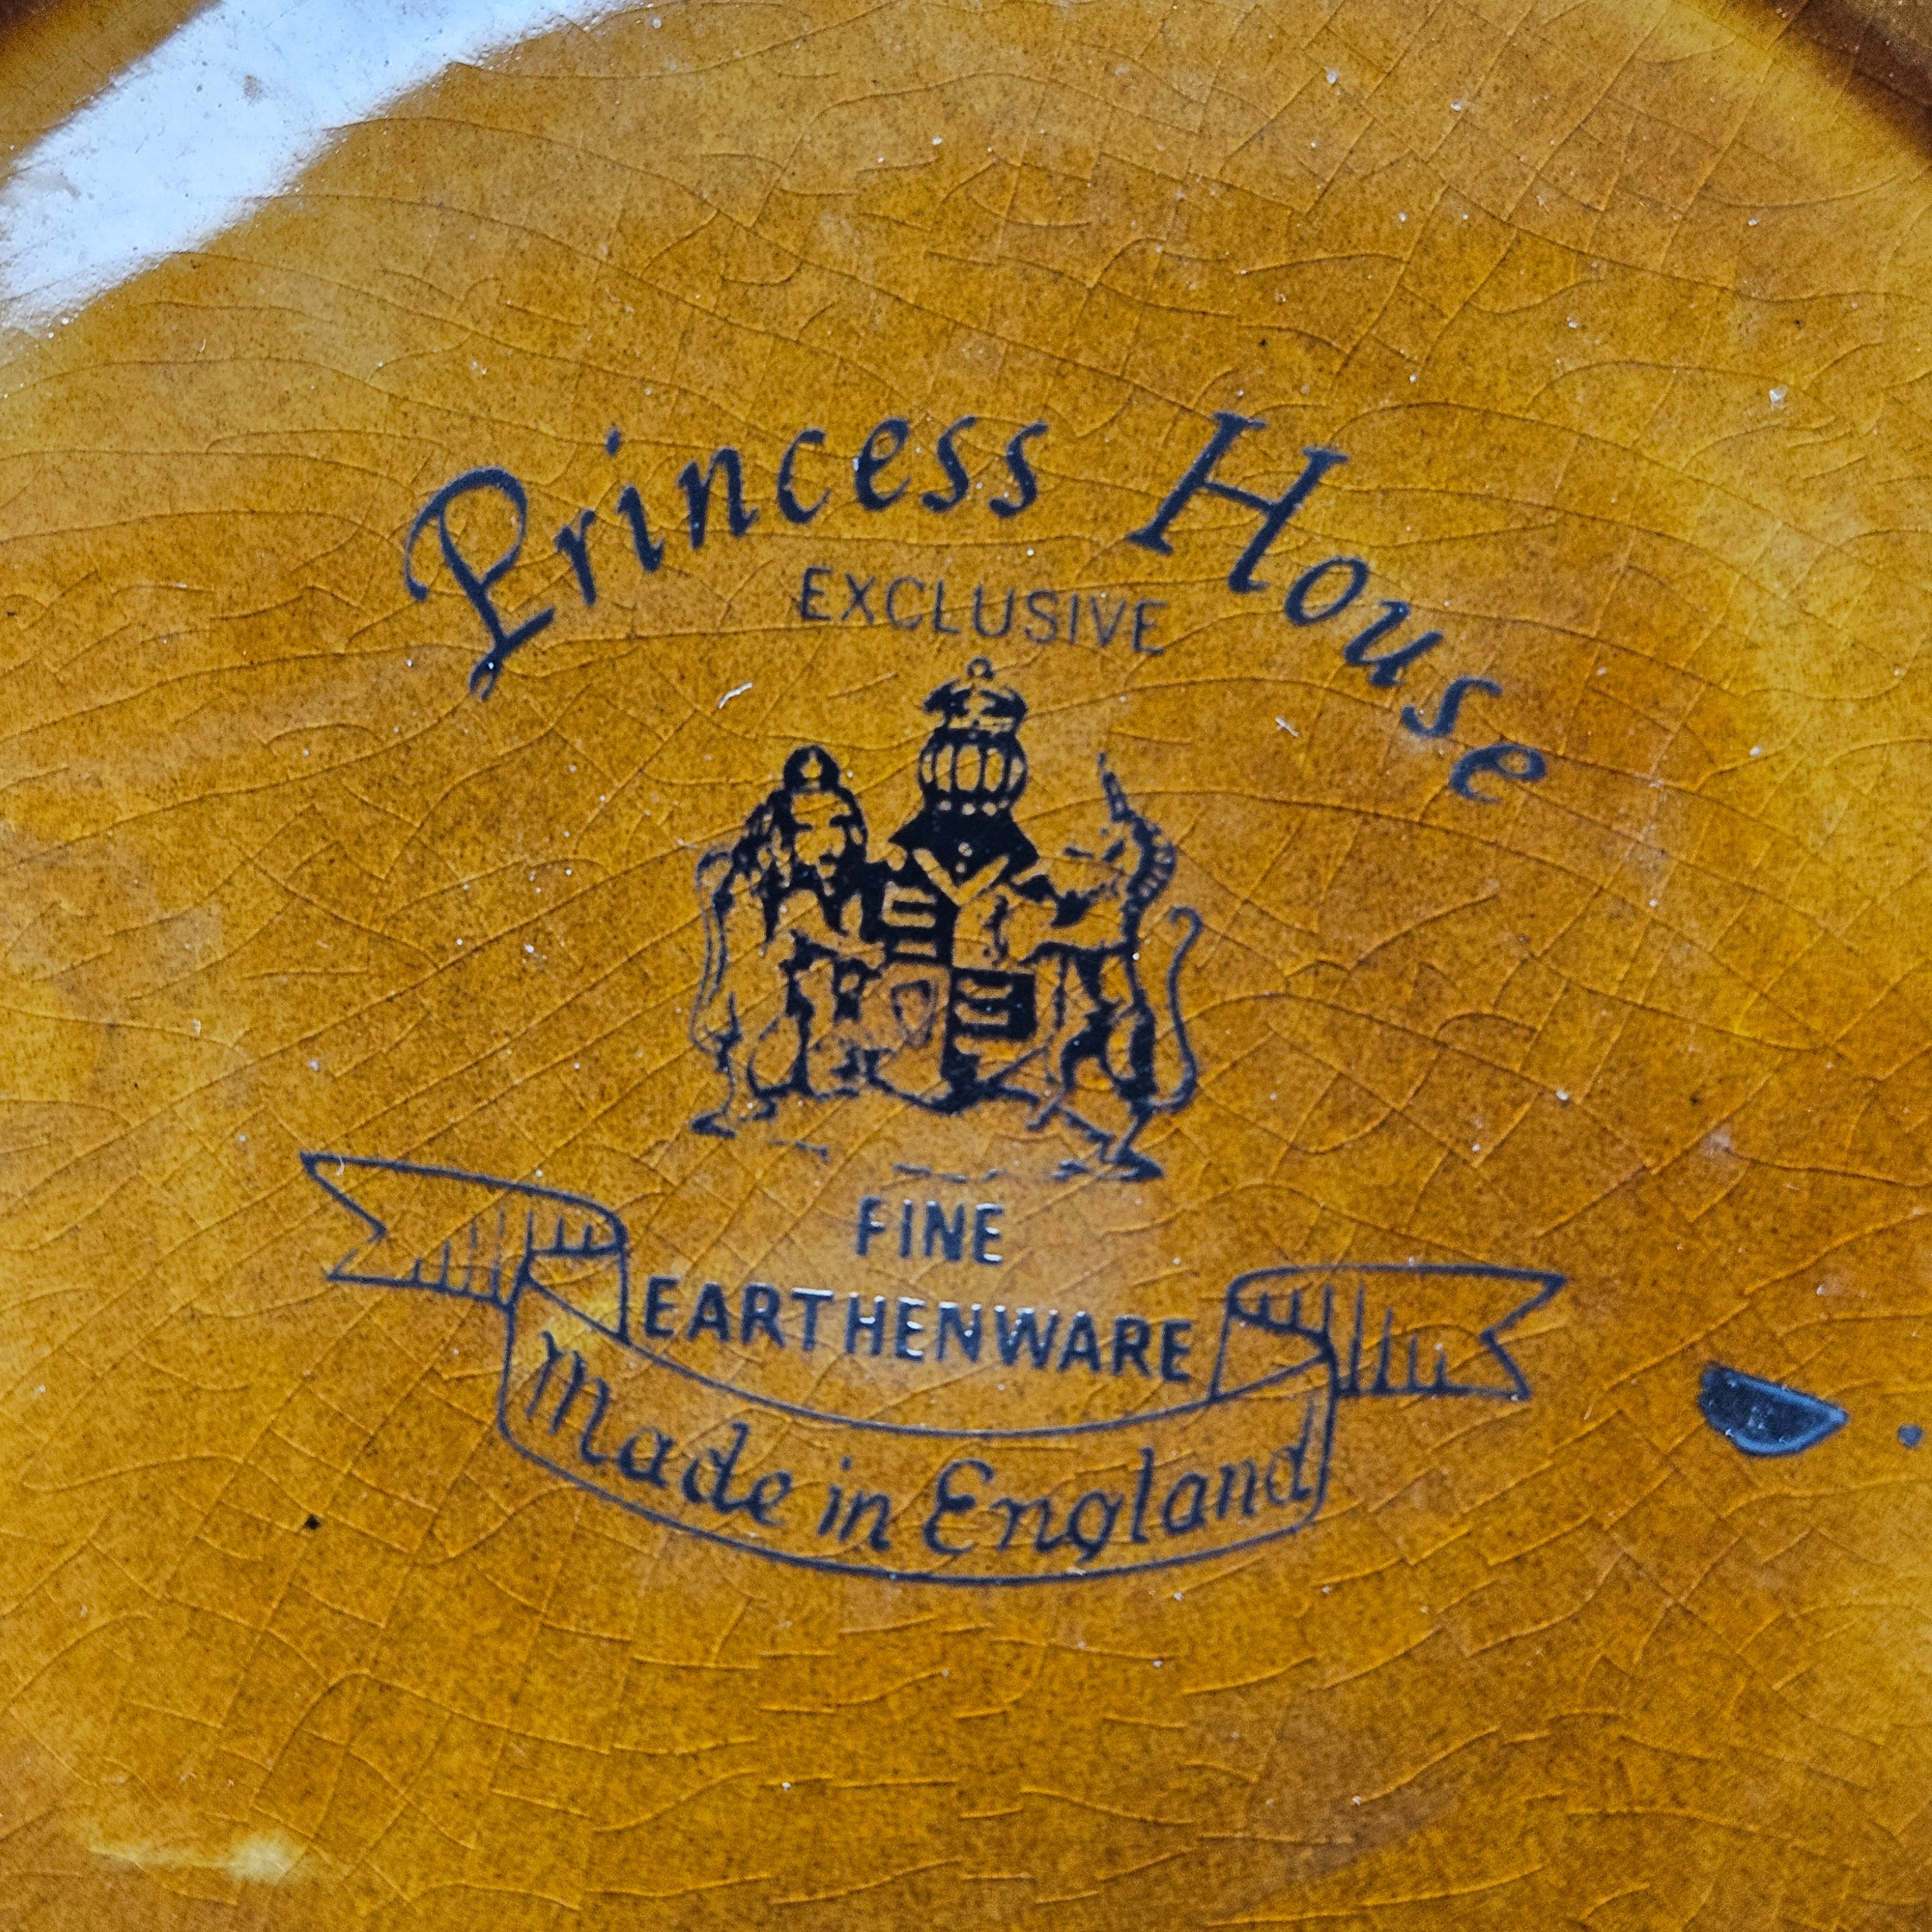 Princess House
EXCLUSIVE
FINE
EARTHENWARE
Made in England